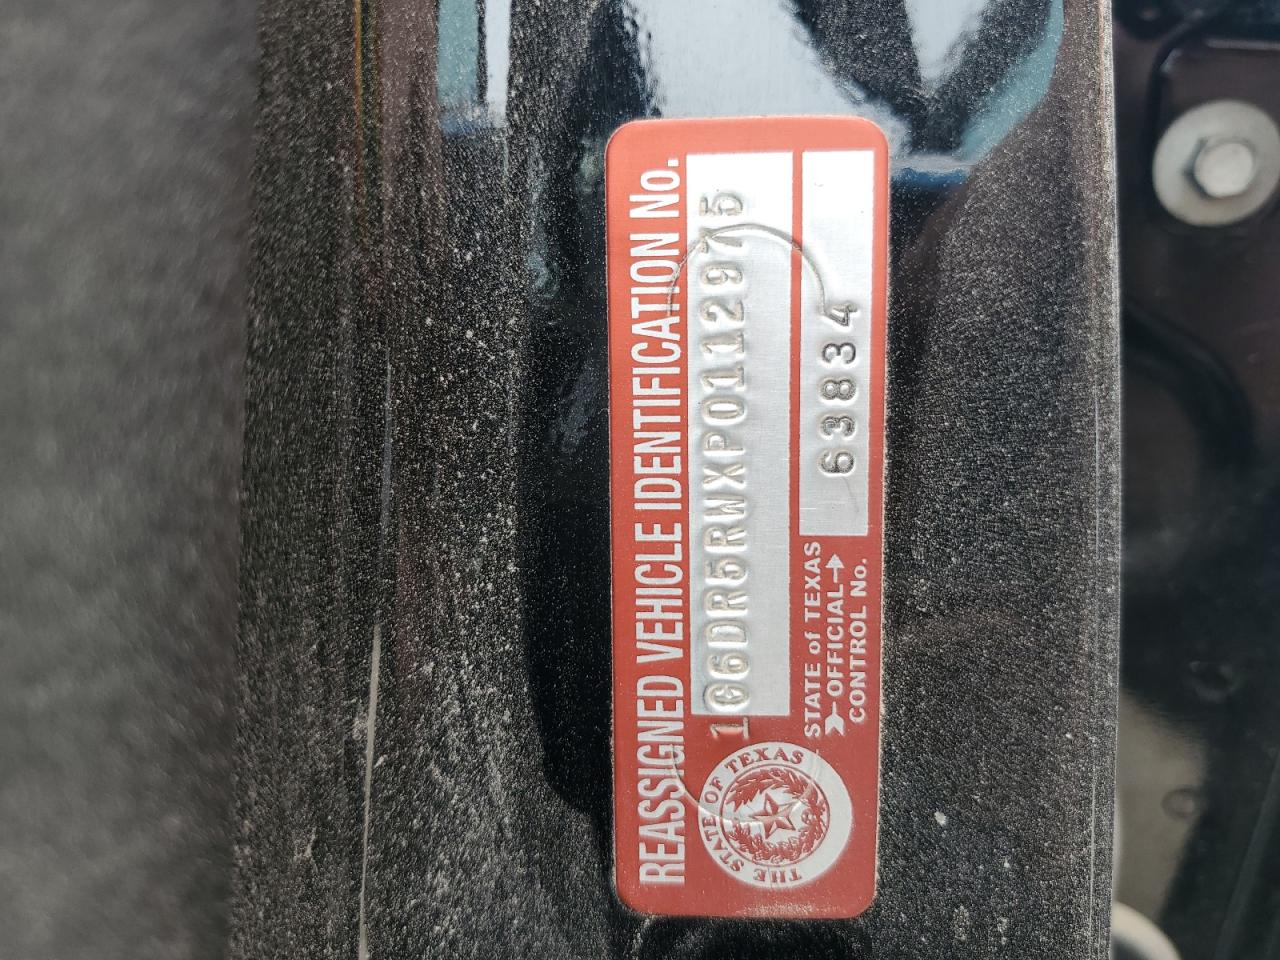 REASSIGNED VEHICLE IDENTIFICATION No.
1G6DR5RWXP0112975
THE STATE OF TEXAS
STATE of TEXAS
OFFICIAL
CONTROL No.
63834